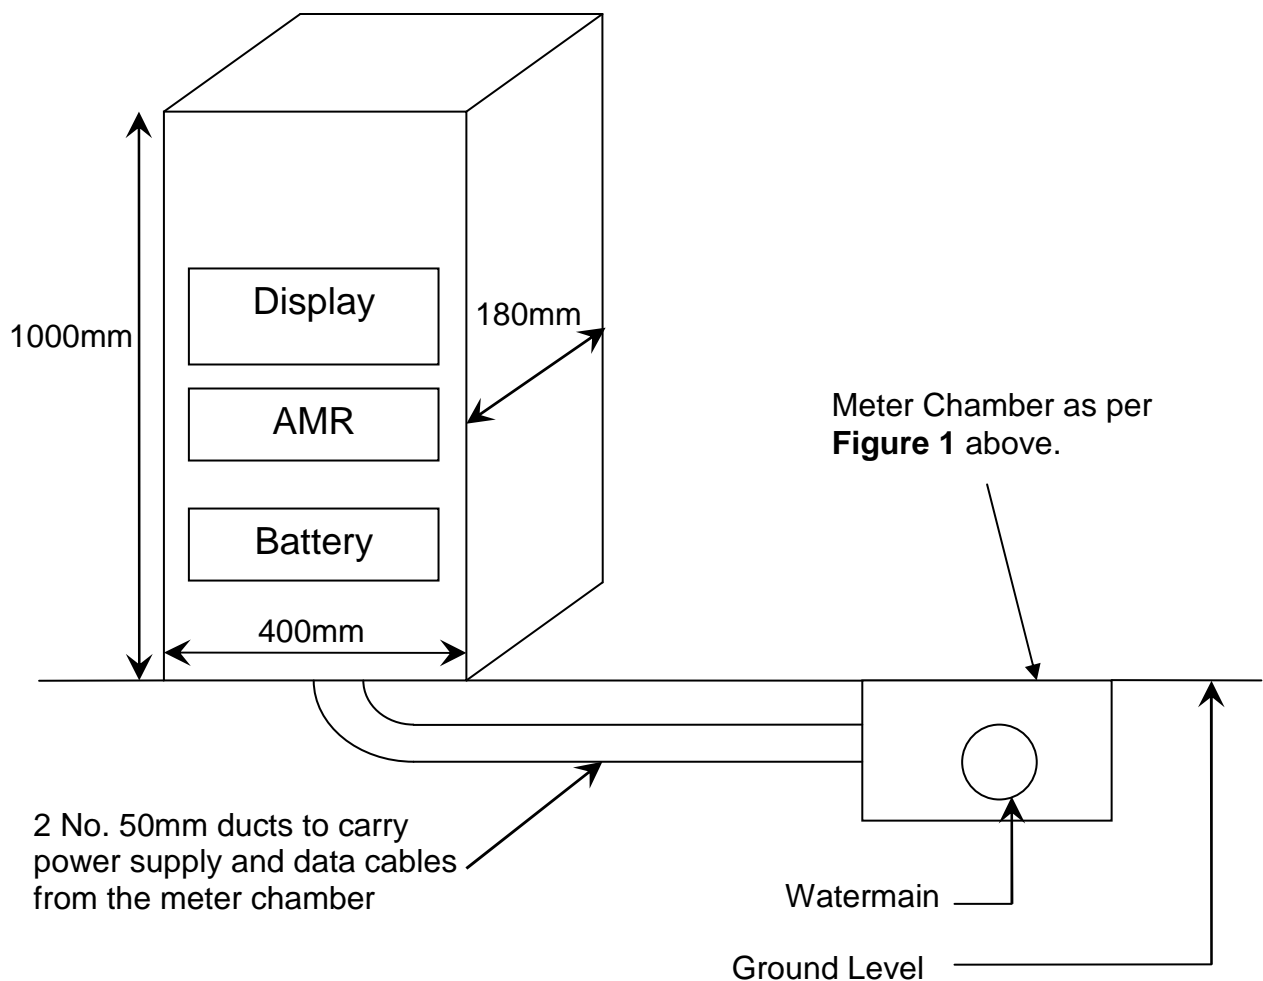 Display
180mm
1000mm
AMR
Meter Chamber as per
Figure 1 above.
Battery
400mm
2 No. 50mm ducts to carry
power supply and data cables
from the meter chamber
Watermain
Ground Level